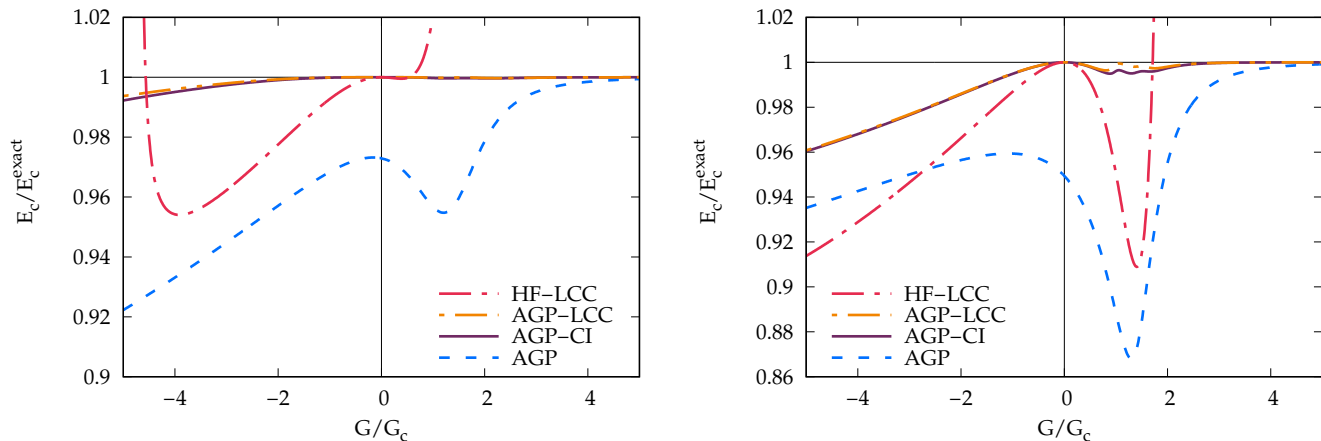 1.02
1
0.98
0.96
0.94
0.92
0.9
E_c/E_c^exact
−4
−2
0
2
4
G/G_c
HF−LCC
AGP−LCC
AGP−CI
AGP
1.02
1
0.98
0.96
0.94
0.92
0.9
0.88
0.86
E_c/E_c^exact
−4
−2
0
2
4
G/G_c
HF−LCC
AGP−LCC
AGP−CI
AGP